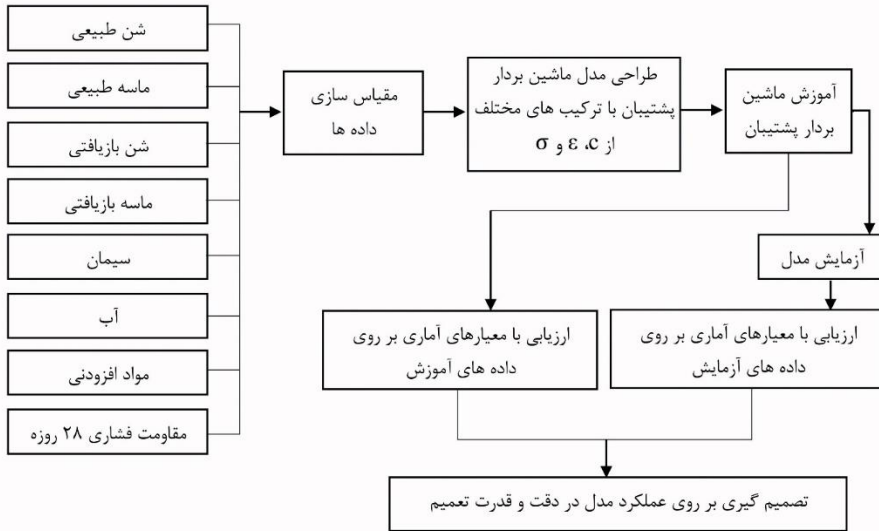 شن طبیعی
ماسه طبیعی
شن بازیافتی
ماسه بازیافتی
سیمان
آب
مواد افزودنی
مقاومت فشاری ۲۸ روزه
مقیاس سازی
داده ها
طراحی مدل ماشین بردار
پشتیبان با ترکیب های مختلف
از ε ،c و σ
آموزش ماشین
بردار پشتیبان
آزمایش مدل
ارزیابی با معیارهای آماری بر روی
داده های آموزش
ارزیابی با معیارهای آماری بر روی
داده های آزمایش
تصمیم گیری بر روی عملکرد مدل در دقت و قدرت تعمیم